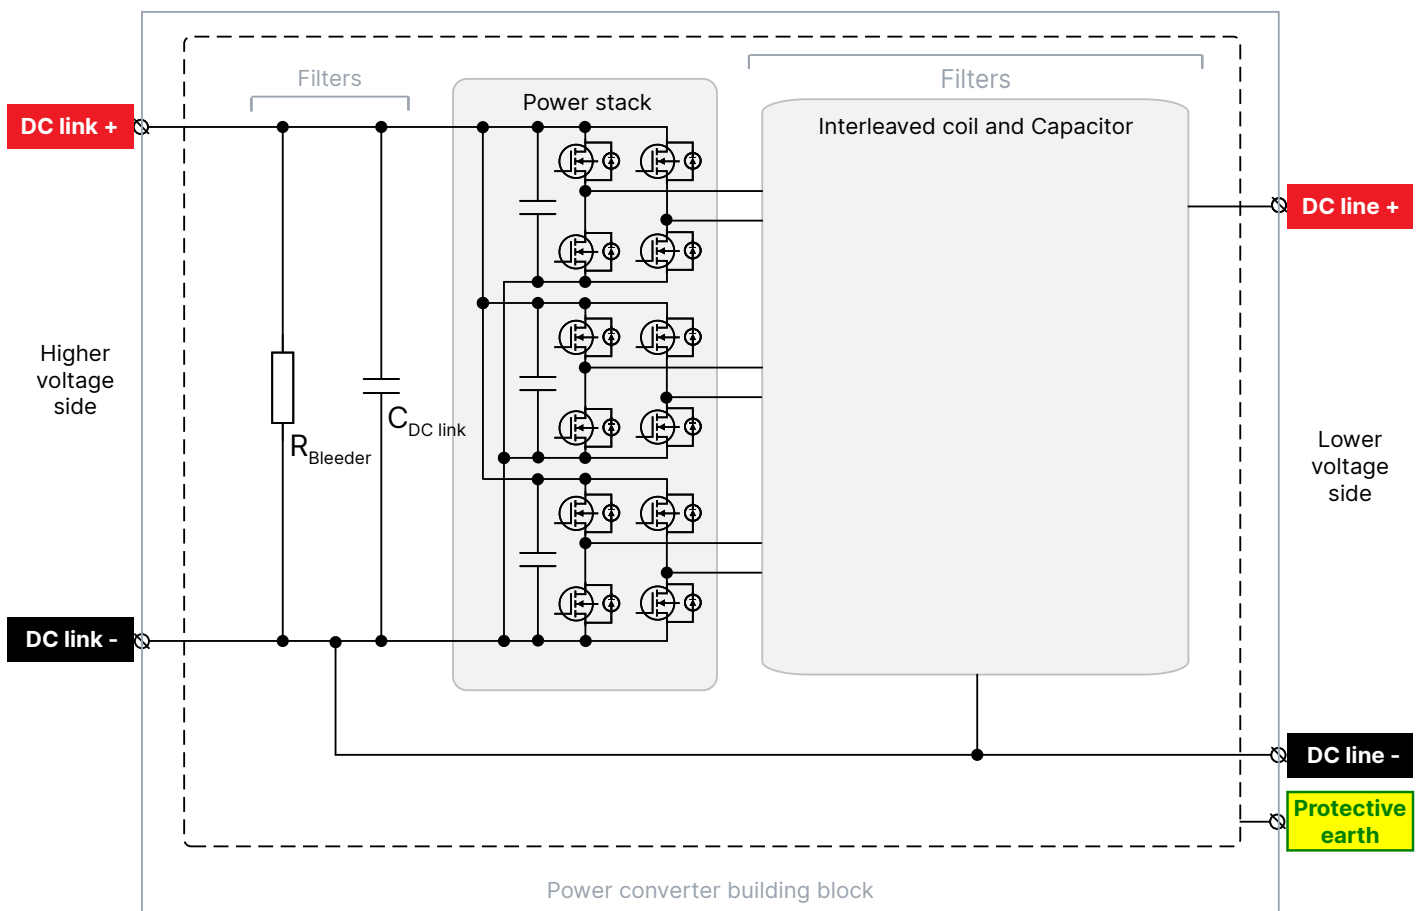 Filters
Filters
Power stack
DC link +
Interleaved coil and Capacitor
DC line +
Higher
voltage
side
C DC link
R Bleeder
Lower
voltage
side
DC link -
DC line -
Protective
earth
Power converter building block